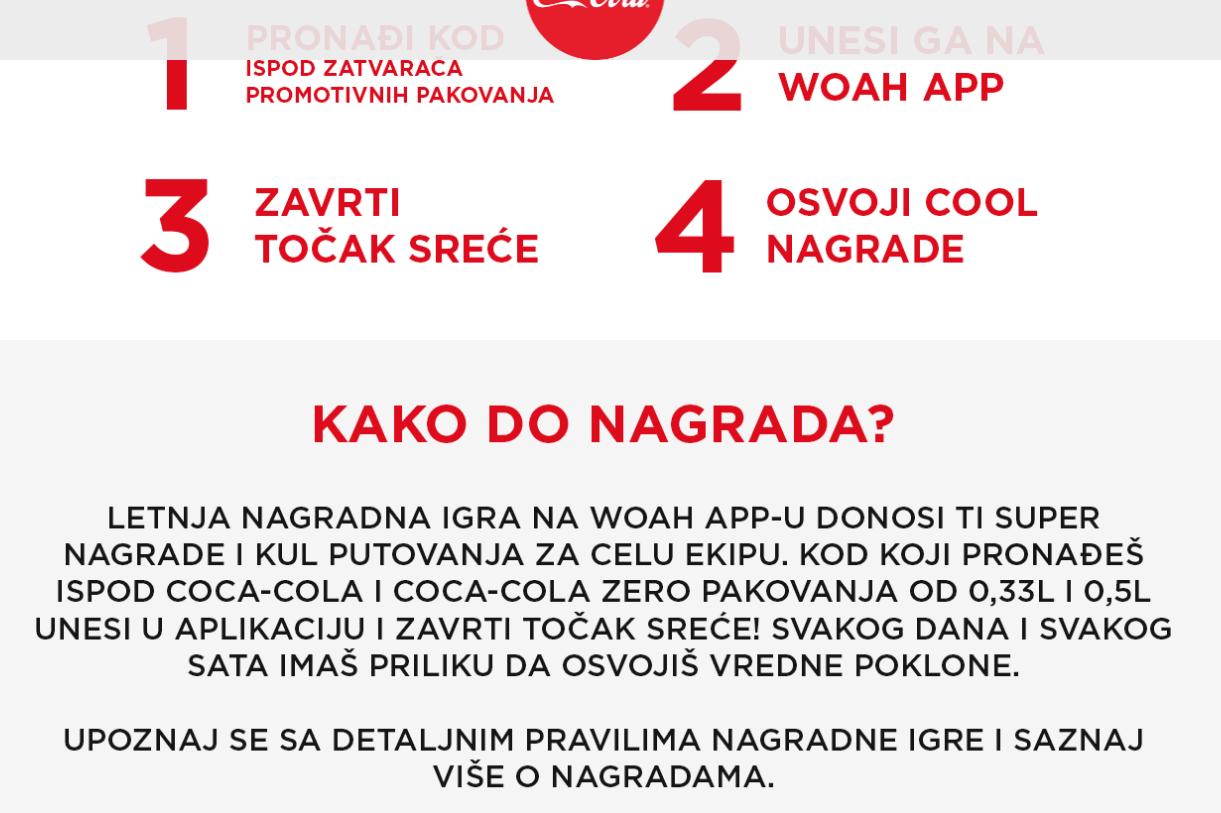 Cola
1 PRONAĐI KOD
ISPOD ZATVARACA
PROMOTIVNIH PAKOVANJA
2 UNESI GA NA
WOAH APP
3 ZAVRTI
TOČAK SREĆE
4 OSVOJI COOL
NAGRADE
KAKO DO NAGRADA?
LETNJA NAGRADNA IGRA NA WOAH APP-U DONOSI TI SUPER
NAGRADE I KUL PUTOVANJA ZA CELU EKIPU. KOD KOJI PRONAĐEŠ
ISPOD COCA-COLA I COCA-COLA ZERO PAKOVANJA OD 0,33L I 0,5L
UNESI U APLIKACIJU I ZAVRTI TOČAK SREĆE! SVAKOG DANA I SVAKOG
SATA IMAŠ PRILIKU DA OSVOJIŠ VREDNE POKLONE.
UPOZNAJ SE SA DETALJNIM PRAVILIMA NAGRADNE IGRE I SAZNAJ
VIŠE O NAGRADAMA.